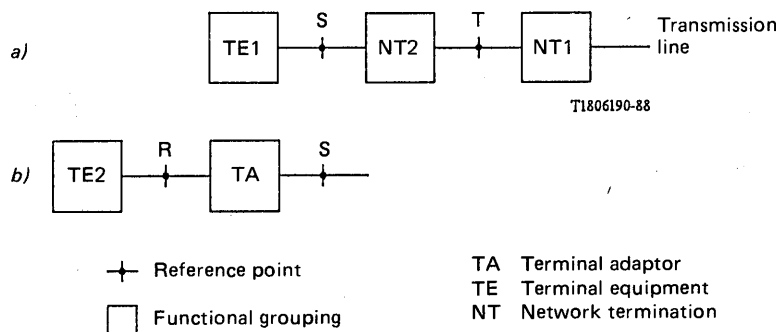 a)
TE1
S
NT2
T
NT1
Transmission
line
T1806190-88
b)
TE2
R
TA
S
Reference point
Functional grouping
TA Terminal adaptor
TE Terminal equipment
NT Network termination